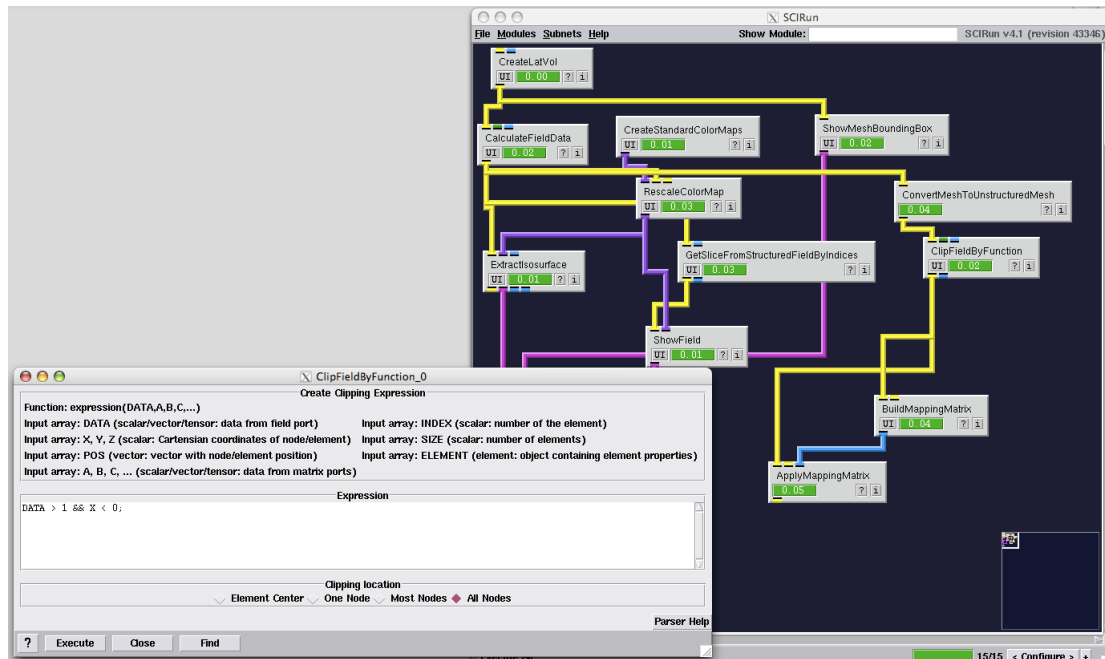 SCIRun
File Modules Subnets Help Show Module: SCIRun v4.1 (revision 43346)
CreateLatVol
UI 0.00 ? i
CalculateFieldData
UI 0.02 ? i
CreateStandardColorMaps
UI 0.01 ? i
ShowMeshBoundingBox
UI 0.02 ? i
RescaleColorMap
UI 0.03 ? i
ConvertMeshToUnstructuredMesh
0.04 ? i
ExtractIsosurface
UI 0.01 ? i
GetSliceFromStructuredFieldByIndices
UI 0.03 ? i
ClipFieldByFunction
UI 0.02 ? i
ShowField
UI 0.01 ? i
BuildMappingMatrix
UI 0.04 ? i
ApplyMappingMatrix
0.05 ? i
ClipFieldByFunction_0
Create Clipping Expression
Function: expression(DATA,A,B,C,...)
Input array: DATA (scalar/vector/tensor: data from field port) Input array: INDEX (scalar: number of the element)
Input array: X, Y, Z (scalar: Cartensian coordinates of node/element) Input array: SIZE (scalar: number of elements)
Input array: POS (vector: vector with node/element position) Input array: ELEMENT (element: object containing element properties)
Input array: A, B, C, ... (scalar/vector/tensor: data from matrix ports)
Expression
DATA > 1 && X < 0;
Clipping location
Element Center One Node Most Nodes All Nodes
Parser Help
? Execute Close Find
15/15 < Configure > +